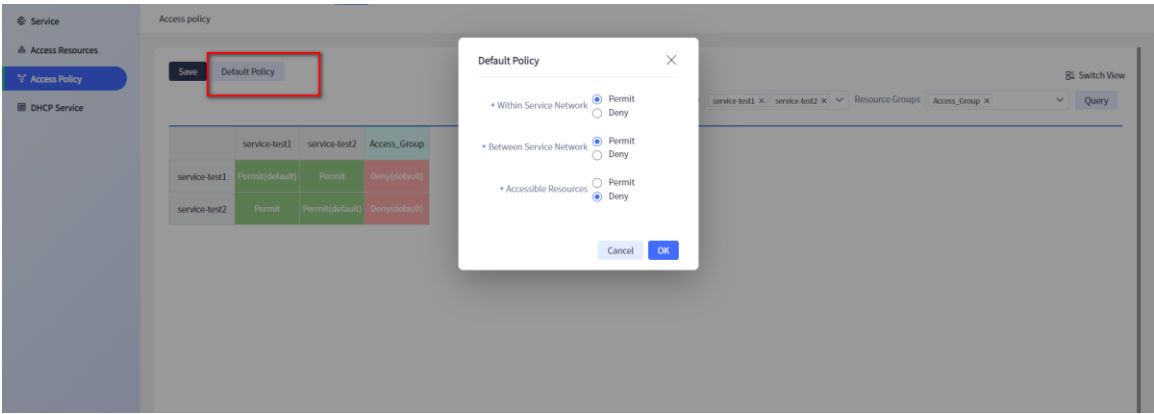 Service
Access Resources
Access Policy
DHCP Service
Access policy
Save Default Policy
Switch View
service-test1 × service-test2 × Resource Groups Access_Group × Query
service-test1 service-test2 Access_Group
service-test1 Permit(default) Permit Deny(default)
service-test2 Permit Permit(default) Deny(default)
Default Policy
* Within Service Network Permit
Deny
* Between Service Network Permit
Deny
* Accessible Resources Permit
Deny
Cancel OK